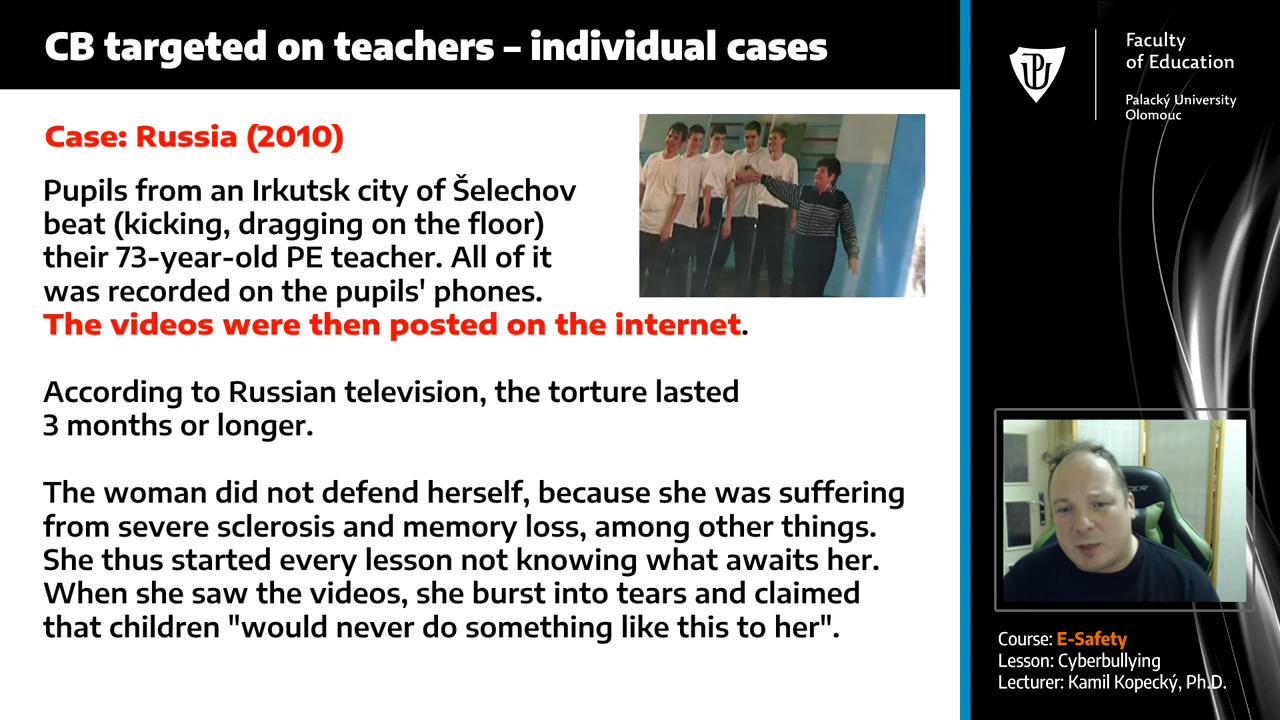 CB targeted on teachers – individual cases
Case: Russia (2010)
Pupils from an Irkutsk city of Šelechov
beat (kicking, dragging on the floor)
their 73-year-old PE teacher. All of it
was recorded on the pupils' phones.
The videos were then posted on the internet.
According to Russian television, the torture lasted
3 months or longer.
The woman did not defend herself, because she was suffering
from severe sclerosis and memory loss, among other things.
She thus started every lesson not knowing what awaits her.
When she saw the videos, she burst into tears and claimed
that children "would never do something like this to her".
Faculty
of Education
Palacký University
Olomouc
Course: E-Safety
Lesson: Cyberbullying
Lecturer: Kamil Kopecký, Ph.D.